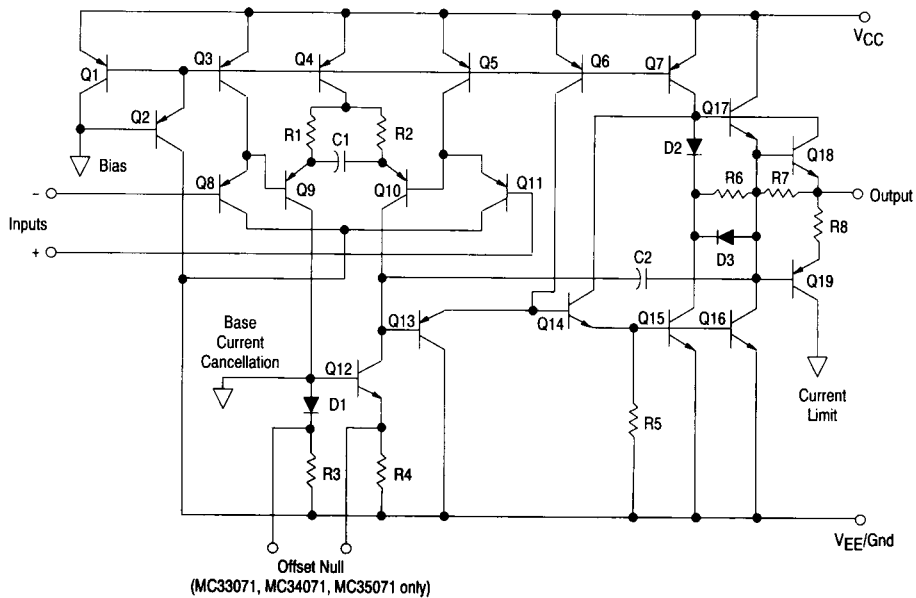 Q3
Q4
Q5
Q6
Q7
VCC
Q1
Q17
Q2
R1
C1
R2
Q18
D2
Bias
R6
R7
−
Q8
Q9
Q10
Q11
Output
Inputs
R8
+
D3
C2
Q19
Base
Current
Cancellation
Q13
Q14
Q15
Q16
Q12
D1
Current
Limit
R5
R3
R4
VEE/Gnd
Offset Null
(MC33071, MC34071, MC35071 only)